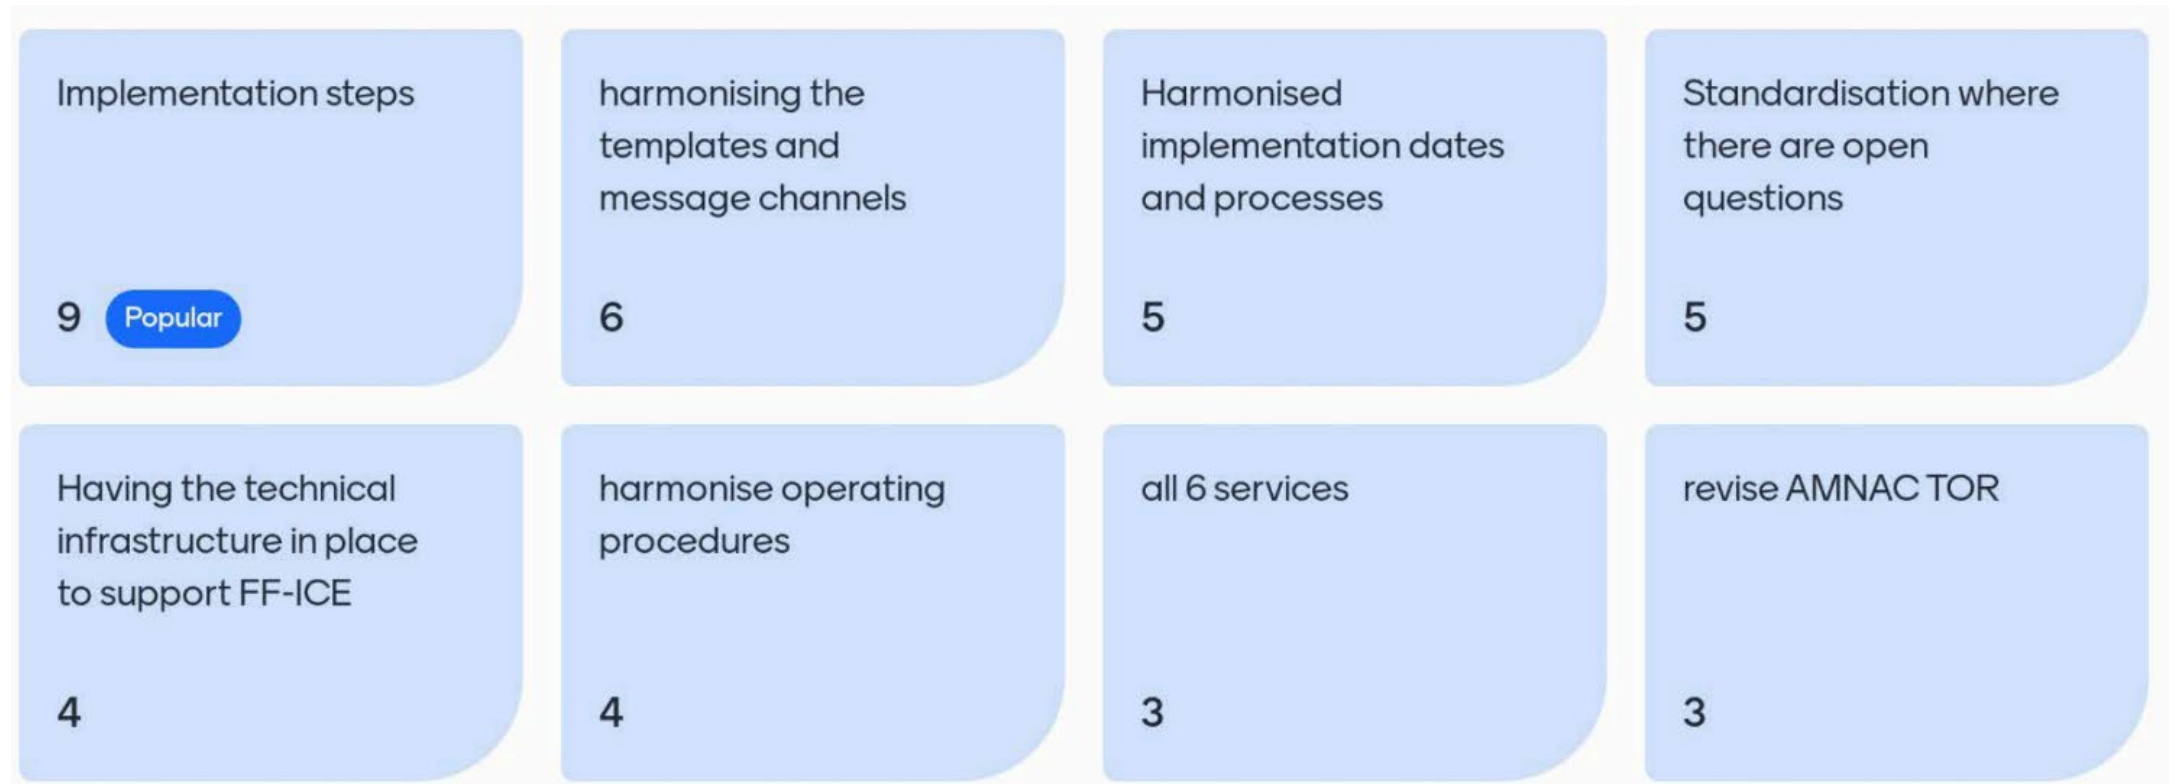 Implementation steps
9 Popular
harmonising the
templates and
message channels
6
Harmonised
implementation dates
and processes
5
Standardisation where
there are open
questions
5
Having the technical
infrastructure in place
to support FF-ICE
4
harmonise operating
procedures
4
all 6 services
3
revise AMNAC TOR
3